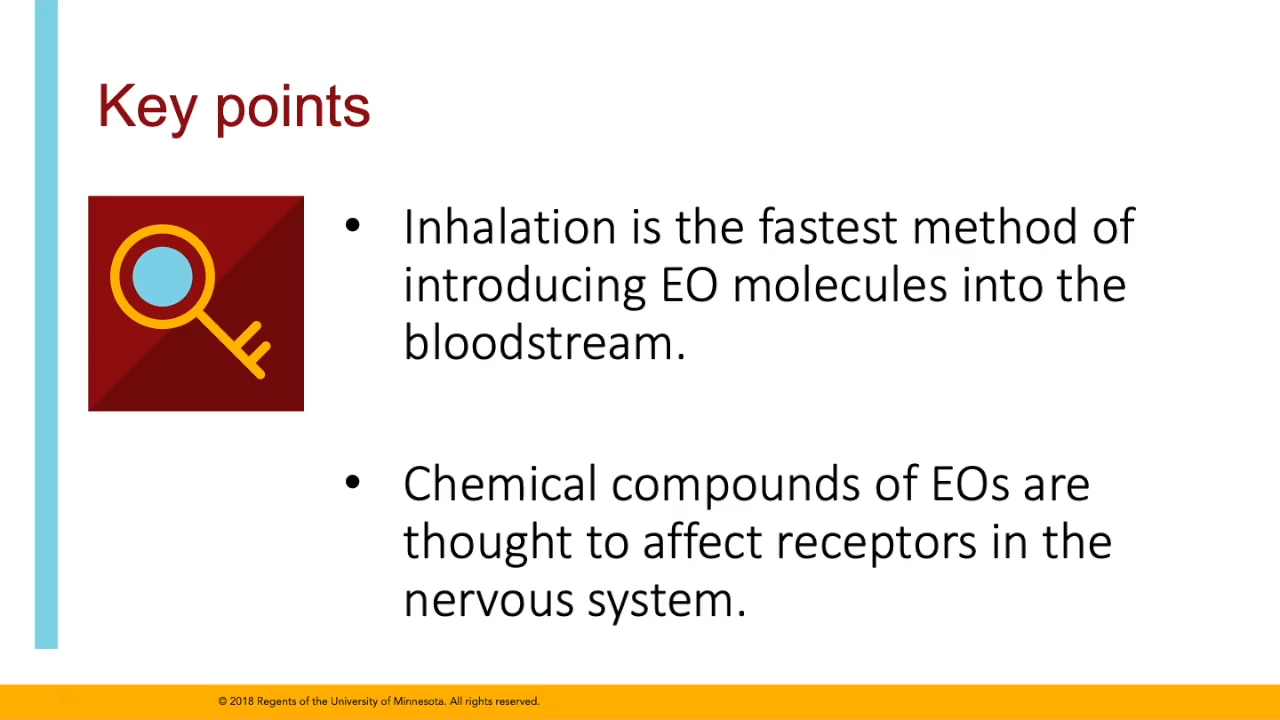 Key points
• Inhalation is the fastest method of
introducing EO molecules into the
bloodstream.
• Chemical compounds of EOs are
thought to affect receptors in the
nervous system.
© 2018 Regents of the University of Minnesota. All rights reserved.